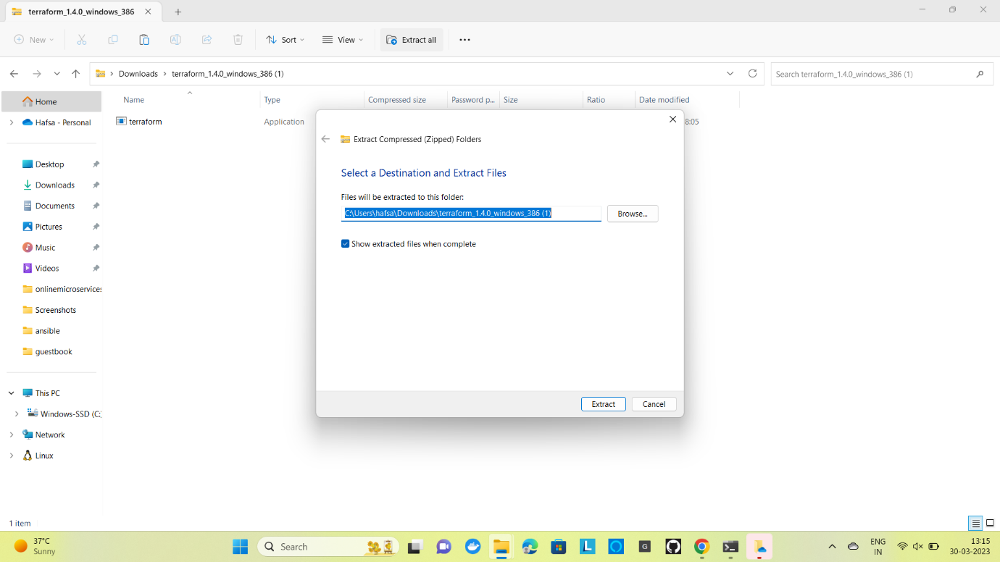 terraform_1.4.0_windows_386
New
Sort
View
Extract all
Downloads
terraform_1.4.0_windows_386 (1)
Search terraform_1.4.0_windows_386 (1)
Home
Hafsa - Personal
Desktop
Downloads
Documents
Pictures
Music
Videos
onlinemicroservices
Screenshots
ansible
guestbook
This PC
Windows-SSD (C:)
Network
Linux
Name
Type
Compressed size
Password p...
Size
Ratio
Date modified
terraform
Application
8:05
Extract Compressed (Zipped) Folders
Select a Destination and Extract Files
Files will be extracted to this folder:
C:\Users\hafsa\Downloads\terraform_1.4.0_windows_386 (1)
Browse...
Show extracted files when complete
Extract
Cancel
1 item
37°C
Sunny
Search
L
G
ENG
IN
13:15
30-03-2023